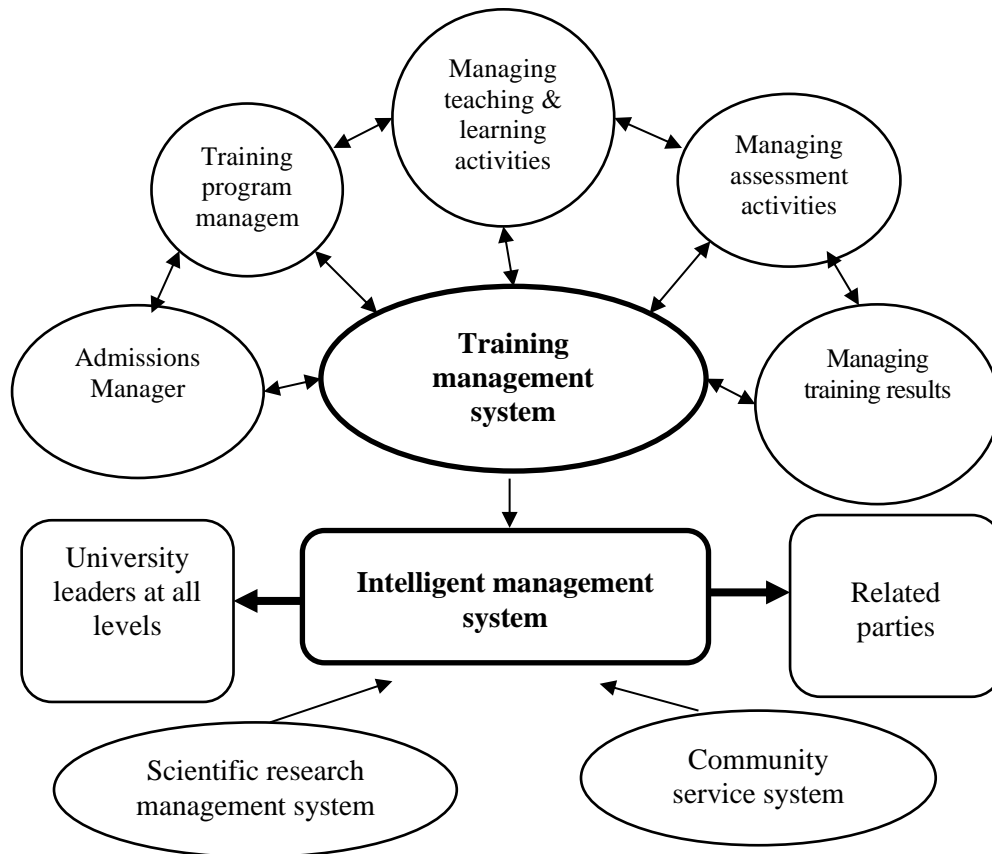 Managing
teaching &
learning
activities
Training
program
managem
Managing
assessment
activities
Admissions
Manager
Training
management
system
Managing
training results
University
leaders at all
levels
Intelligent management
system
Related
parties
Scientific research
management system
Community
service system